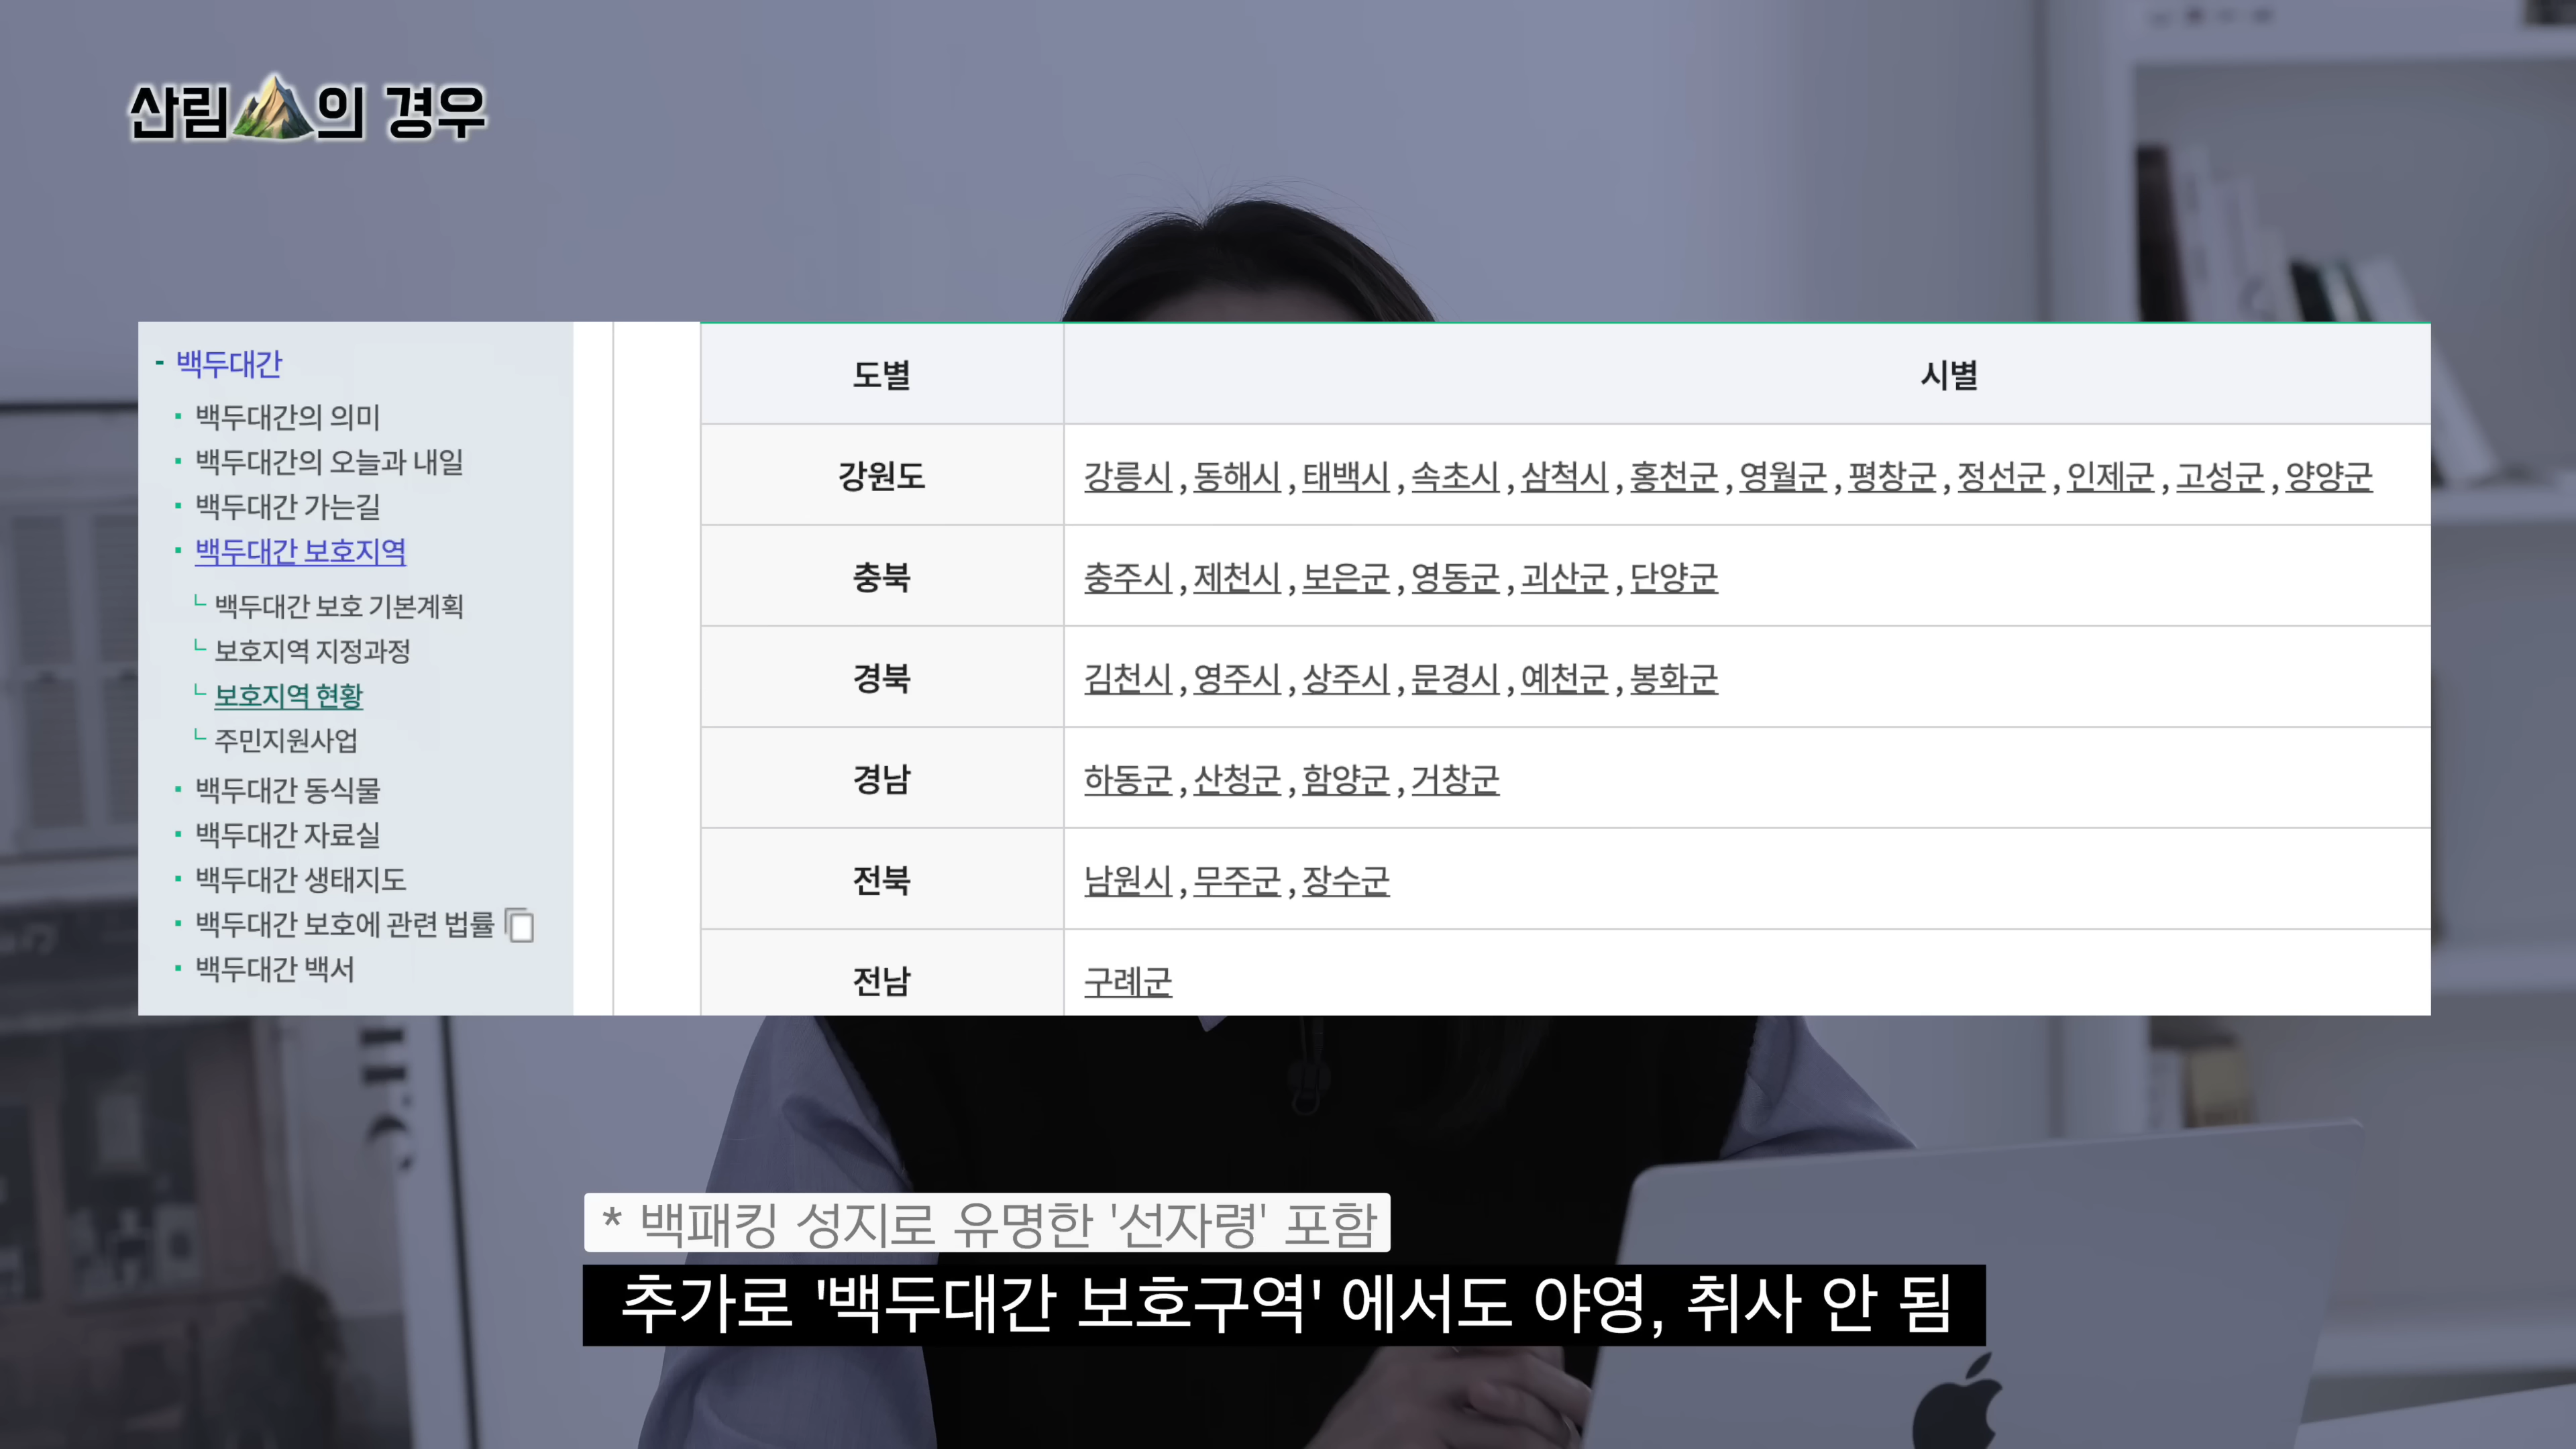 산림의 경우
- 백두대간
백두대간의 의미
백두대간의 오늘과 내일
백두대간 가는길
백두대간 보호지역
백두대간 보호 기본계획
보호지역 지정과정
보호지역 현황
주민지원사업
백두대간 동식물
백두대간 자료실
백두대간 생태지도
백두대간 보호에 관련 법률
백두대간 백서
도별 시별
강원도 강릉시 , 동해시 , 태백시 , 속초시 , 삼척시 , 홍천군 , 영월군 , 평창군 , 정선군 , 인제군 , 고성군 , 양양군
충북 충주시 , 제천시 , 보은군 , 영동군 , 괴산군 , 단양군
경북 김천시 , 영주시 , 상주시 , 문경시 , 예천군 , 봉화군
경남 하동군 , 산청군 , 함양군 , 거창군
전북 남원시 , 무주군 , 장수군
전남 구례군
* 백패킹 성지로 유명한 '선자령' 포함
추가로 '백두대간 보호구역' 에서도 야영, 취사 안 됨